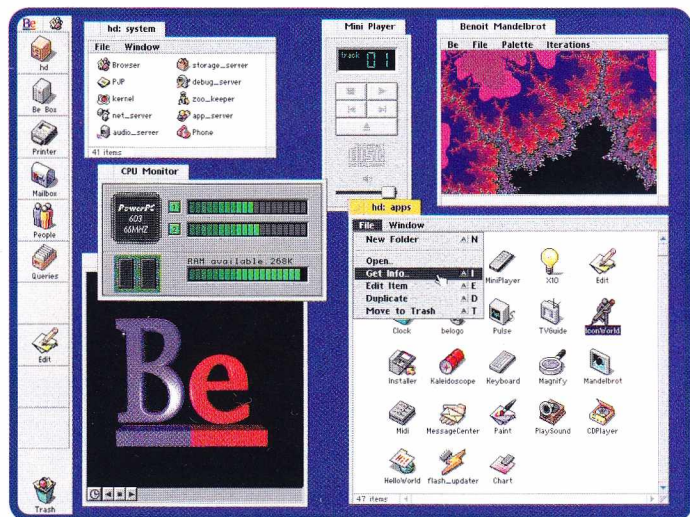 Be
hd
Be Box
Printer
Mailbox
People
Queries
Edit
Trash
hd: system
File Window
Browser
storage_server
PJP
debug_server
kernel
zoo_keeper
net_server
app_server
audio_server
Phone
41 items
Mini Player
track 01
disc
Benoit Mandelbrot
Be File Palette Iterations
CPU Monitor
PowerPC
603
66MHZ
1
2
RAM available 268K
Be
hd: apps
File Window
New Folder N
Open..
Get Info.. I
Edit Item E
Duplicate D
Move to Trash T
MiniPlayer
X10
Edit
Clock
belogo
Pulse
TVGuide
IconWorld
Installer
Kaleidoscope
Keyboard
Magnify
Mandelbrot
Midi
MessageCenter
Paint
PlaySound
CDPlayer
HelloWorld
flash_updater
Chart
47 items